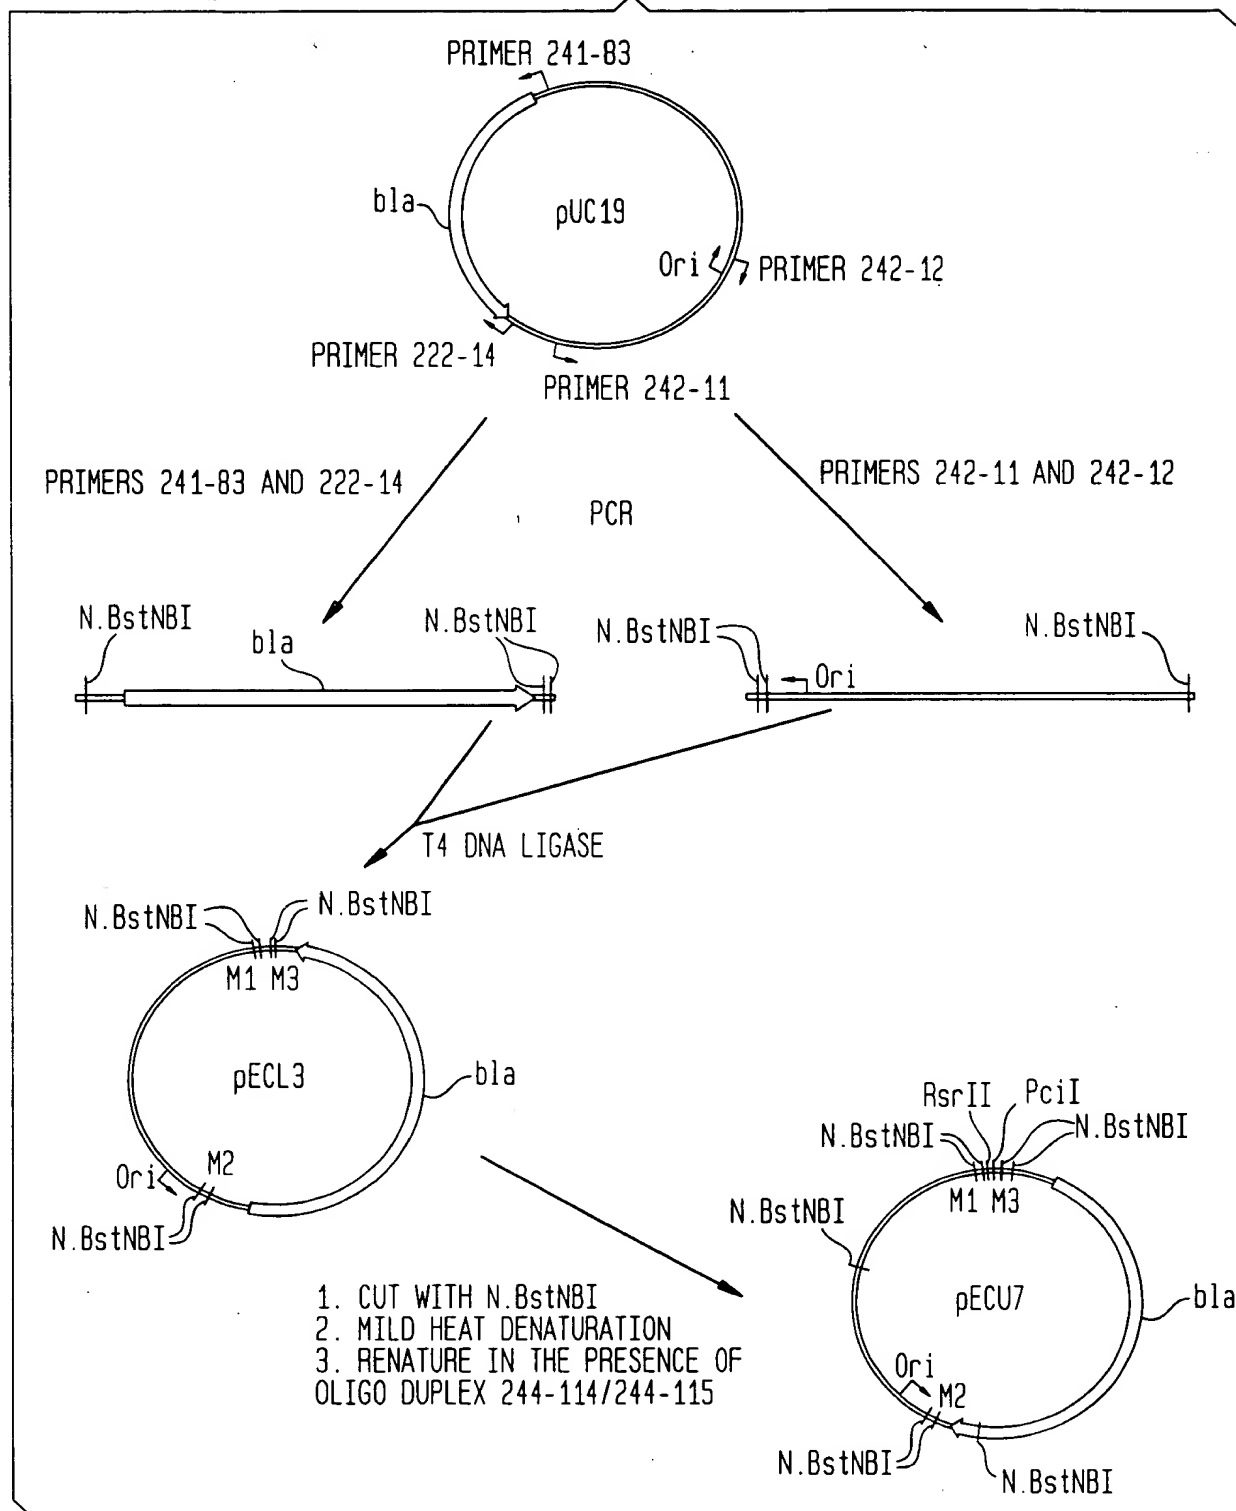 PRIMER 241-83
bla
pUC19
Ori
PRIMER 242-12
PRIMER 222-14
PRIMER 242-11
PRIMERS 241-83 AND 222-14
PRIMERS 242-11 AND 242-12
PCR
N.BstNBI
bla
N.BstNBI
N.BstNBI
Ori
N.BstNBI
T4 DNA LIGASE
N.BstNBI
N.BstNBI
M1 M3
pECL3
bla
Ori
M2
N.BstNBI
RsrII
PciI
N.BstNBI
N.BstNBI
M1 M3
N.BstNBI
pECU7
bla
Ori
M2
N.BstNBI
N.BstNBI
1. CUT WITH N.BstNBI
2. MILD HEAT DENATURATION
3. RENATURE IN THE PRESENCE OF
OLIGO DUPLEX 244-114/244-115